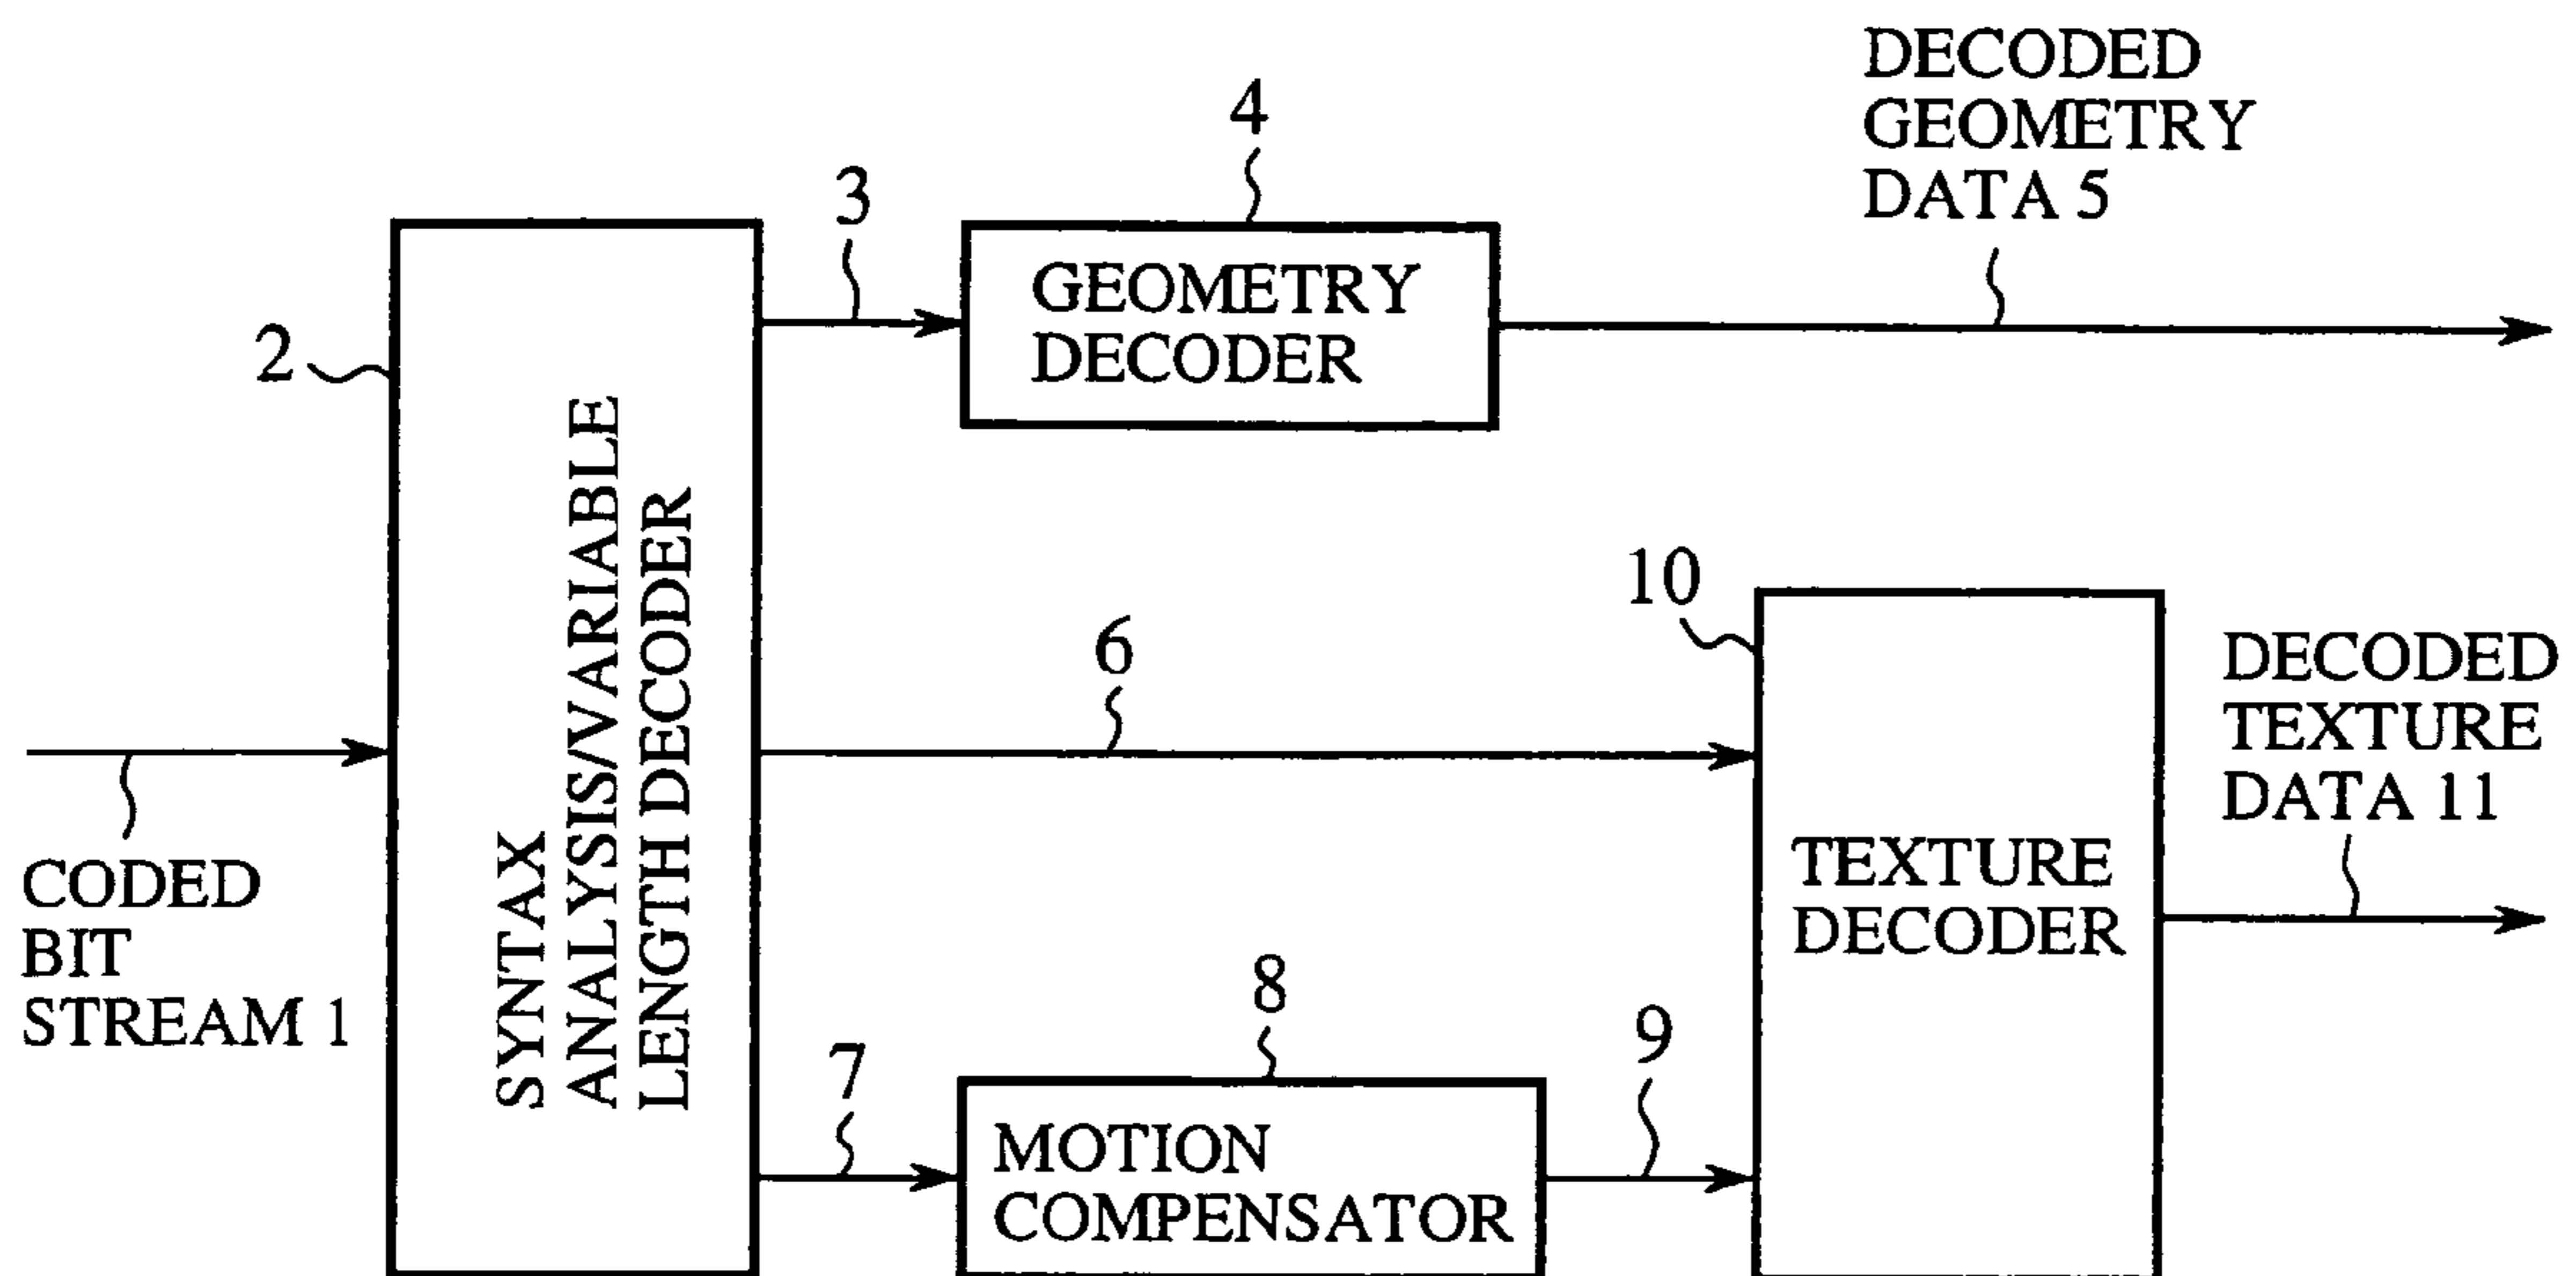 DECODED
GEOMETRY
DATA 5
4
3
GEOMETRY
DECODER
2
SYNTAX
ANALYSIS/VARIABLE
LENGTH DECODER
10
6
DECODED
TEXTURE
DATA 11
TEXTURE
DECODER
CODED
BIT
STREAM 1
8
9
7
MOTION
COMPENSATOR